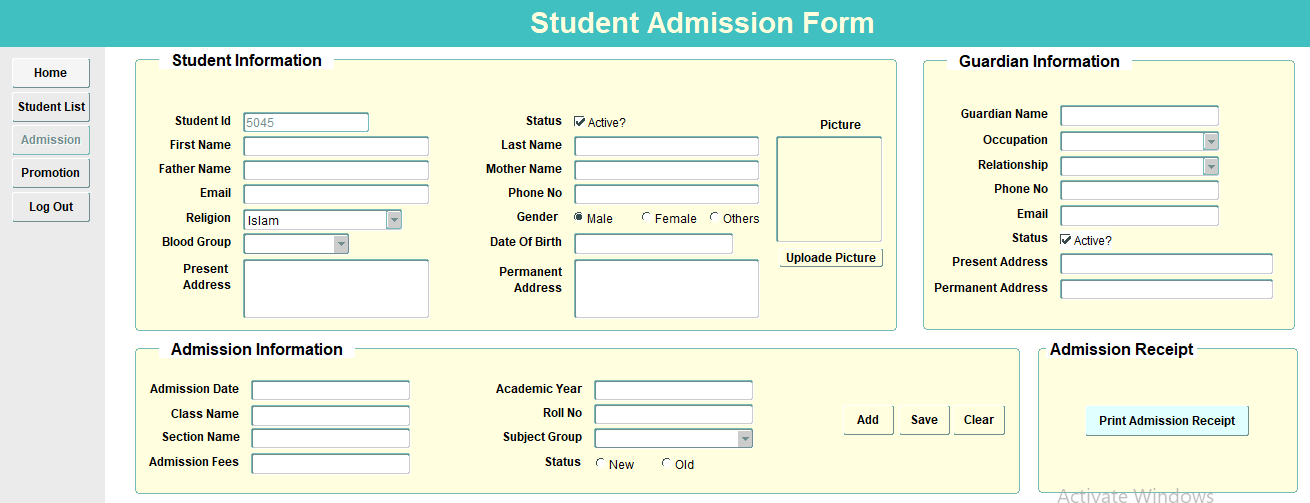 Student Admission Form
Home
Student List
Admission
Promotion
Log Out
Student Information
Student Id 5045 Status Active? Picture
First Name Last Name
Father Name Mother Name
Email Phone No
Religion Islam Gender Male Female Others
Blood Group Date Of Birth
Uploade Picture
Present Address
Permanent Address
Guardian Information
Guardian Name
Occupation
Relationship
Phone No
Email
Status Active?
Present Address
Permanent Address
Admission Information
Admission Date Academic Year
Class Name Roll No
Section Name Subject Group
Admission Fees Status New Old
Add Save Clear
Admission Receipt
Print Admission Receipt
Activate Windows